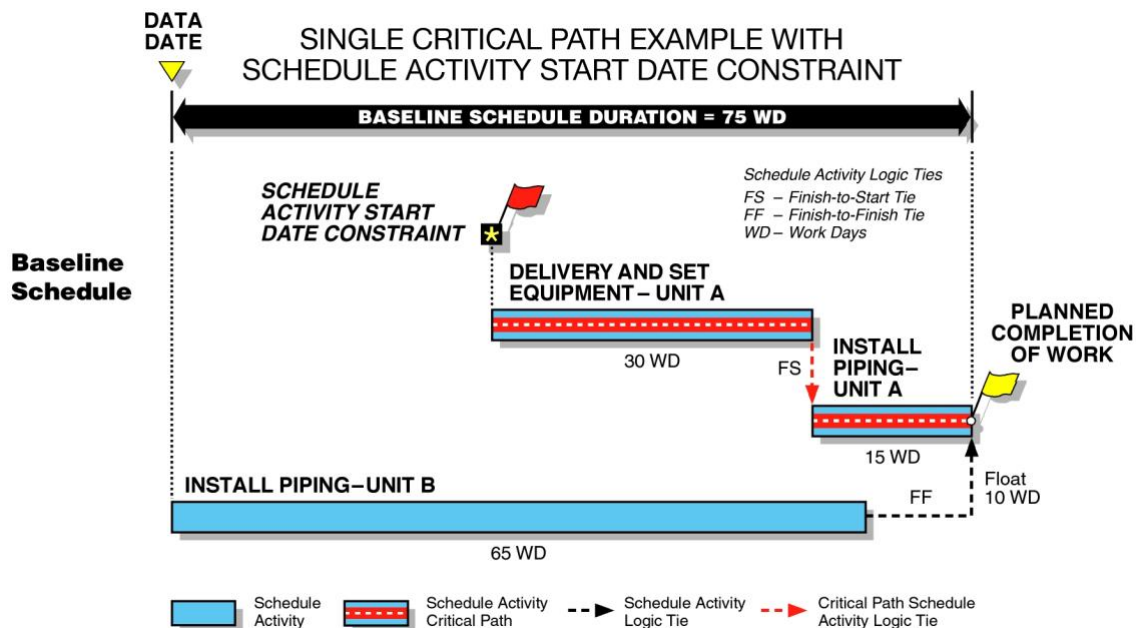 DATA
DATE
SINGLE CRITICAL PATH EXAMPLE WITH
SCHEDULE ACTIVITY START DATE CONSTRAINT
BASELINE SCHEDULE DURATION = 75 WD
SCHEDULE
ACTIVITY START
DATE CONSTRAINT
Schedule Activity Logic Ties
FS – Finish-to-Start Tie
FF – Finish-to-Finish Tie
WD – Work Days
Baseline
Schedule
DELIVERY AND SET
EQUIPMENT – UNIT A
30 WD
FS
INSTALL
PIPING–
UNIT A
PLANNED
COMPLETION
OF WORK
15 WD
INSTALL PIPING–UNIT B
FF
Float
10 WD
65 WD
Schedule
Activity
Schedule Activity
Critical Path
Schedule Activity
Logic Tie
Critical Path Schedule
Activity Logic Tie